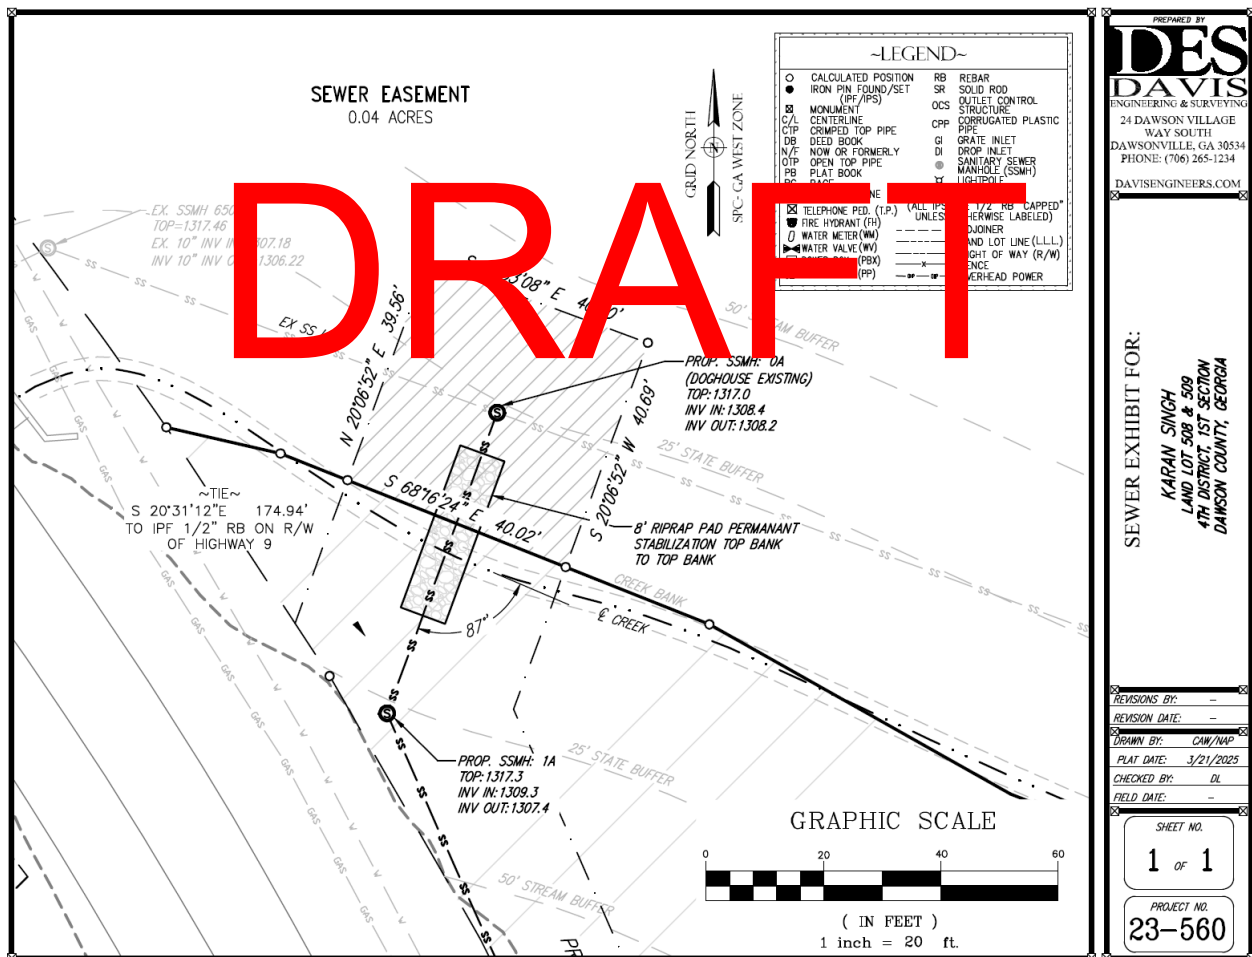 SEWER EASEMENT
0.04 ACRES
GRID NORTH
SPC- GA WEST ZONE
N
~LEGEND~
CALCULATED POSITION
IRON PIN FOUND/SET
(IPF/IPS)
MONUMENT
C/L CENTERLINE
CTP CRIMPED TOP PIPE
DB DEED BOOK
N/F NOW OR FORMERLY
OTP OPEN TOP PIPE
PB PLAT BOOK
RB REBAR
SR SOLID ROD
OCS OUTLET CONTROL
STRUCTURE
CPP CORRUGATED PLASTIC
PIPE
GI GRATE INLET
DI DROP INLET
SANITARY SEWER
MANHOLE (SSMH)
LIGHTPOLE
TELEPHONE PED. (T.P.)
FIRE HYDRANT (FH)
WATER METER (WM)
WATER VALVE (WV)
(PBX)
(PP)
1/2" RB CAPPED"
LAND LOT LINE (L.L.L.)
RIGHT OF WAY (R/W)
OVERHEAD POWER
DRAFT
EX. SSMH
TOP=1317.46
EX. 10" INV
INV 10" INV 1306.22
EX SS
N 20°06'52" E 39.56'
50' STREAM BUFFER
PROP. SSMH: 0A
(DOGHOUSE EXISTING)
TOP:1317.0
INV IN:1308.4
INV OUT:1308.2
S 20°06'52" W 40.69'
25' STATE BUFFER
S 68°16'24" E 40.02'
~TIE~
S 20°31'12"E 174.94'
TO IPF 1/2" RB ON R/W
OF HIGHWAY 9
8' RIPRAP PAD PERMANANT
STABILIZATION TOP BANK
TO TOP BANK
CREEK BANK
℄ CREEK
87°
PROP. SSMH: 1A
TOP:1317.3
INV IN:1309.3
INV OUT:1307.4
25' STATE BUFFER
50' STREAM BUFFER
GRAPHIC SCALE
0 20 40 60
( IN FEET )
1 inch = 20 ft.
PREPARED BY
DES
DAVIS
ENGINEERING & SURVEYING
24 DAWSON VILLAGE
WAY SOUTH
DAWSONVILLE, GA 30534
PHONE: (706) 265-1234
DAVISENGINEERS.COM
SEWER EXHIBIT FOR:
KARAN SINGH
LAND LOT 508 & 509
4TH DISTRICT, 1ST SECTION
DAWSON COUNTY, GEORGIA
REVISIONS BY: -
REVISION DATE: -
DRAWN BY: CAW/NAP
PLAT DATE: 3/21/2025
CHECKED BY: DL
FIELD DATE: -
SHEET NO.
1 OF 1
PROJECT NO.
23-560